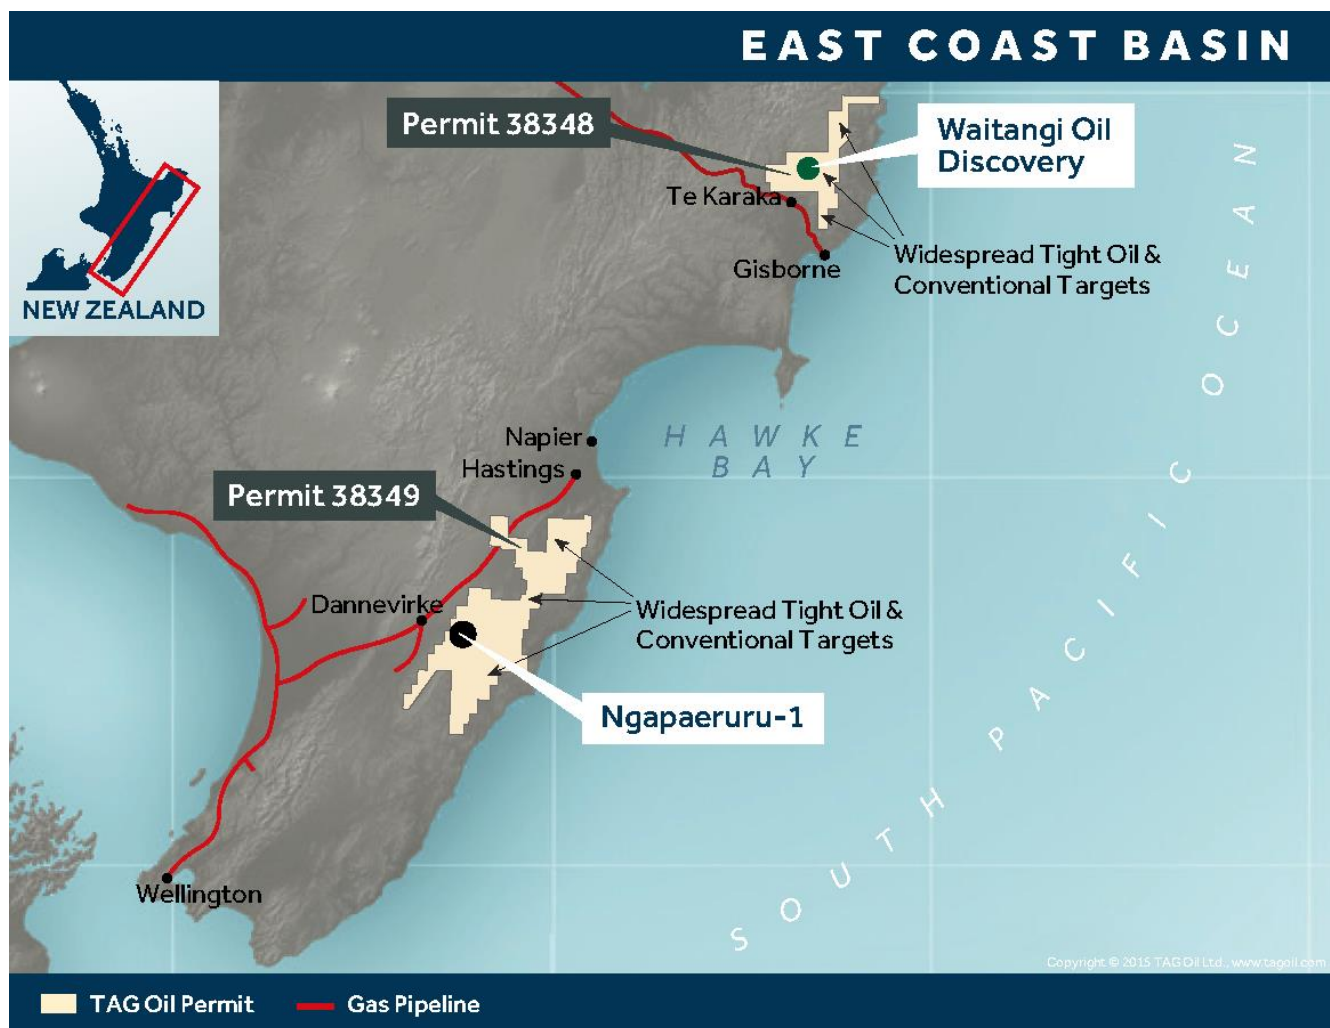 EAST COAST BASIN
NEW ZEALAND
Permit 38348
Waitangi Oil
Discovery
Te Karaka
Gisborne
Widespread Tight Oil &
Conventional Targets
Napier
Hastings
HAWKE
BAY
Permit 38349
Dannevirke
Widespread Tight Oil &
Conventional Targets
Ngapaeruru-1
Wellington
SOUTH PACIFIC OCEAN
Copyright © 2015 TAG Oil Ltd., www.tagoil.com
TAG Oil Permit
Gas Pipeline